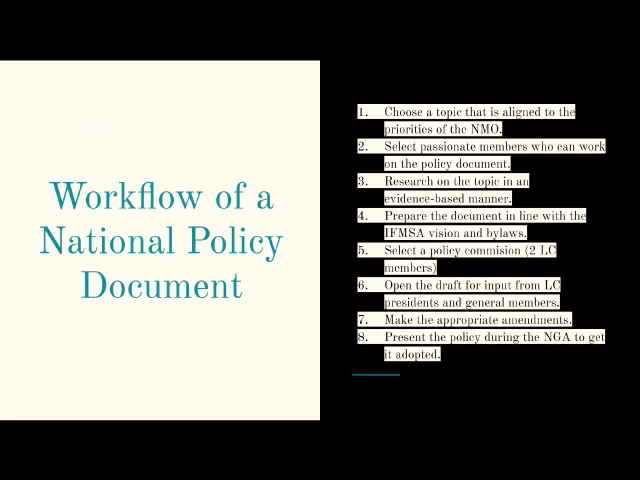 Workflow of a
National Policy
Document
1. Choose a topic that is aligned to the
priorities of the NMO.
2. Select passionate members who can work
on the policy document.
3. Research on the topic in an
evidence-based manner.
4. Prepare the document in line with the
IFMSA vision and bylaws.
5. Select a policy commision (2 LC
members)
6. Open the draft for input from LC
presidents and general members.
7. Make the appropriate amendments.
8. Present the policy during the NGA to get
it adopted.